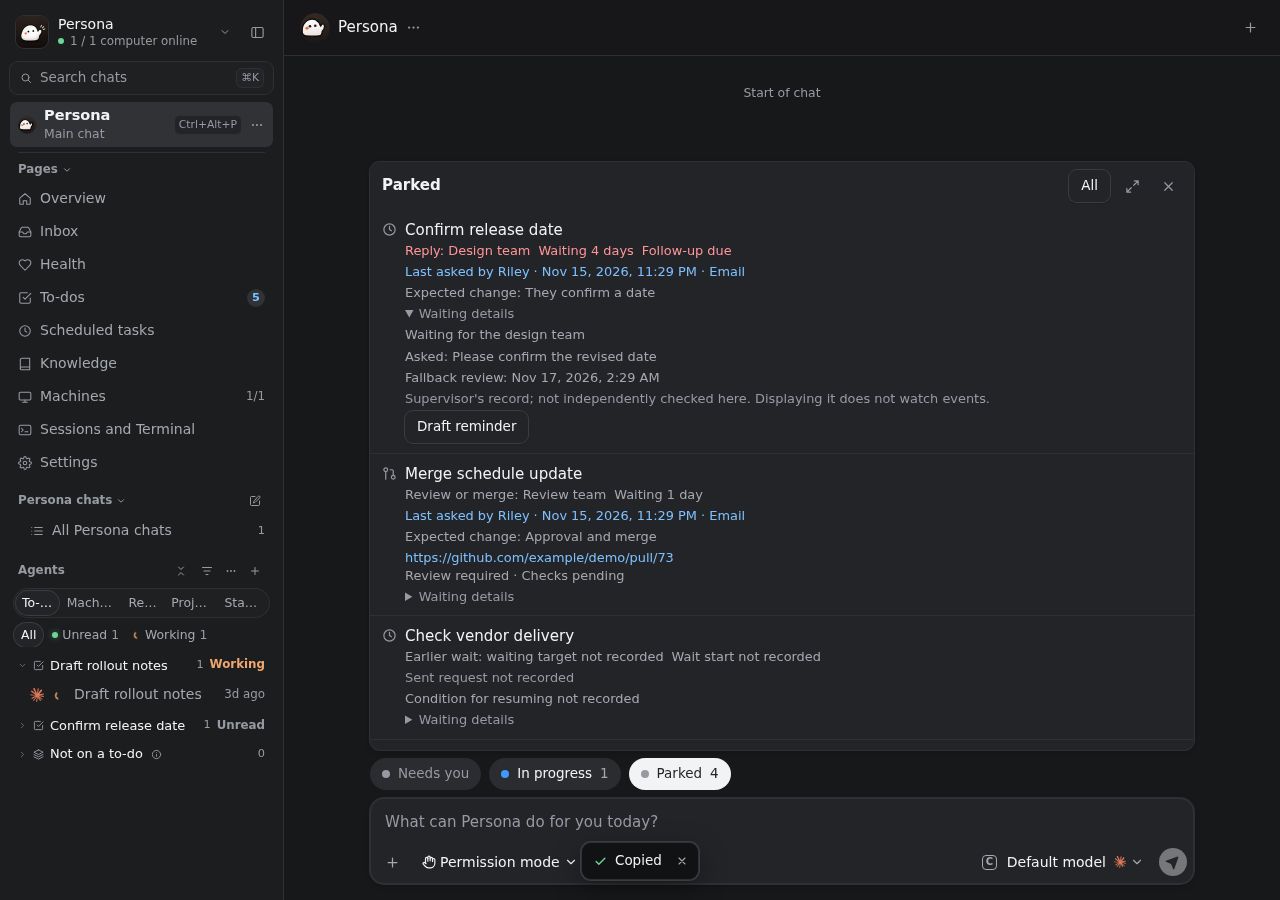 Persona
1 / 1 computer online
Search chats
⌘K
Persona
Main chat
Ctrl+Alt+P
Pages
Overview
Inbox
Health
To-dos
5
Scheduled tasks
Knowledge
Machines
1/1
Sessions and Terminal
Settings
Persona chats
All Persona chats
1
Agents
To-...
Mach...
Re...
Proj...
Sta...
All
Unread 1
Working 1
Draft rollout notes
1 Working
Draft rollout notes
3d ago
Confirm release date
1 Unread
Not on a to-do
0
Persona
Start of chat
Parked
All
Confirm release date
Reply: Design team Waiting 4 days Follow-up due
Last asked by Riley · Nov 15, 2026, 11:29 PM · Email
Expected change: They confirm a date
Waiting details
Waiting for the design team
Asked: Please confirm the revised date
Fallback review: Nov 17, 2026, 2:29 AM
Supervisor's record; not independently checked here. Displaying it does not watch events.
Draft reminder
Merge schedule update
Review or merge: Review team Waiting 1 day
Last asked by Riley · Nov 15, 2026, 11:29 PM · Email
Expected change: Approval and merge
https://github.com/example/demo/pull/73
Review required · Checks pending
Waiting details
Check vendor delivery
Earlier wait: waiting target not recorded Wait start not recorded
Sent request not recorded
Condition for resuming not recorded
Waiting details
Needs you
In progress 1
Parked 4
What can Persona do for you today?
Permission mode
Copied
C
Default model